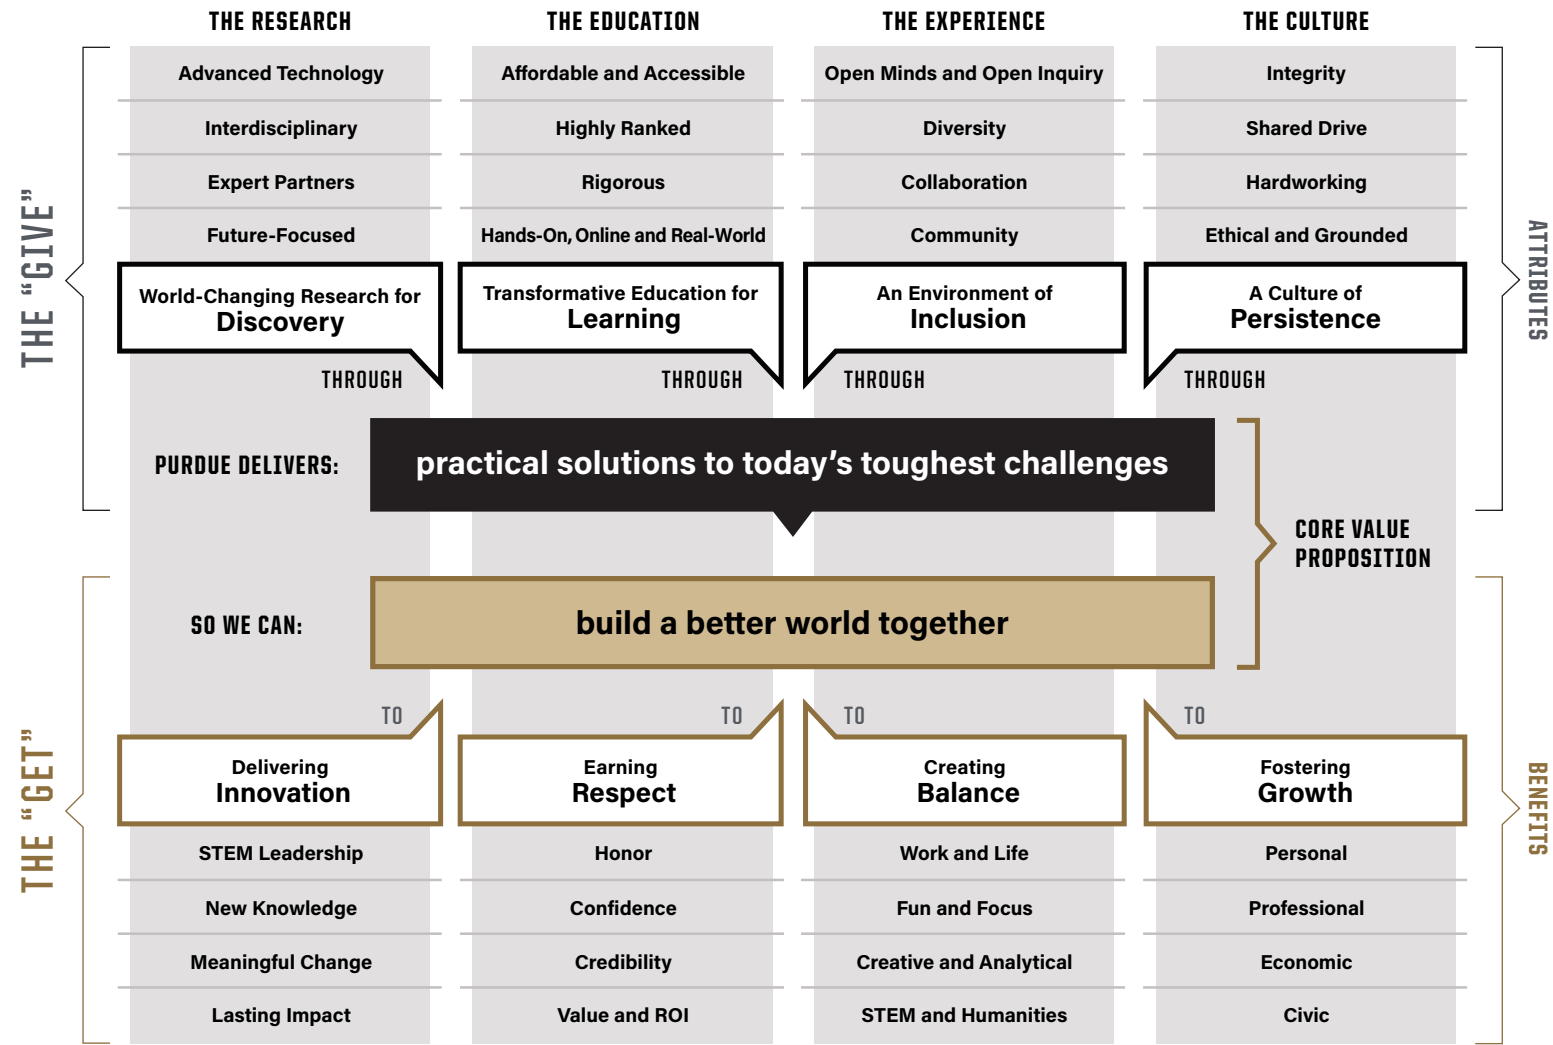 THE RESEARCH
THE EDUCATION
THE EXPERIENCE
THE CULTURE
THE “GIVE”
ATTRIBUTES
Advanced Technology
Affordable and Accessible
Open Minds and Open Inquiry
Integrity
Interdisciplinary
Highly Ranked
Diversity
Shared Drive
Expert Partners
Rigorous
Collaboration
Hardworking
Future-Focused
Hands-On, Online and Real-World
Community
Ethical and Grounded
World-Changing Research for
Discovery
Transformative Education for
Learning
An Environment of
Inclusion
A Culture of
Persistence
THROUGH
THROUGH
THROUGH
THROUGH
PURDUE DELIVERS:
practical solutions to today’s toughest challenges
CORE VALUE
PROPOSITION
SO WE CAN:
build a better world together
THE “GET”
BENEFITS
TO
TO
TO
TO
Delivering
Innovation
Earning
Respect
Creating
Balance
Fostering
Growth
STEM Leadership
Honor
Work and Life
Personal
New Knowledge
Confidence
Fun and Focus
Professional
Meaningful Change
Credibility
Creative and Analytical
Economic
Lasting Impact
Value and ROI
STEM and Humanities
Civic